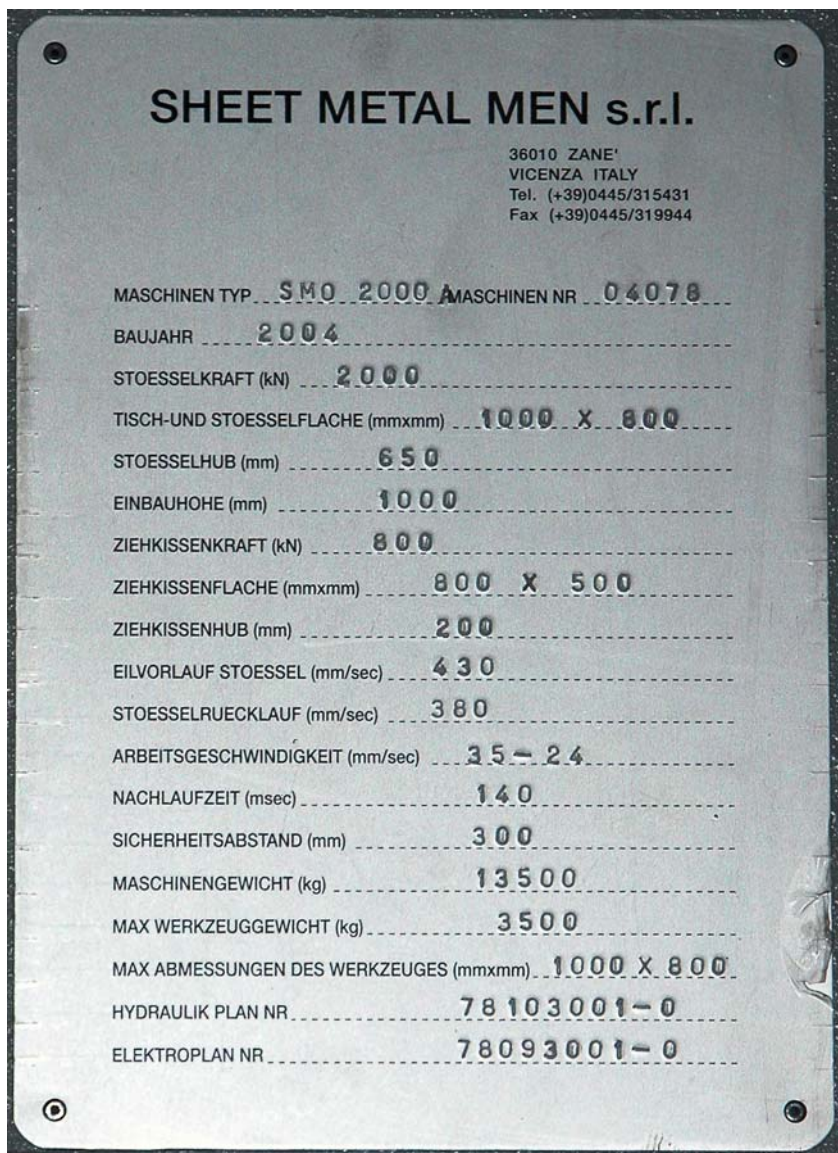 SHEET METAL MEN s.r.l.
36010 ZANE'
VICENZA ITALY
Tel. (+39)0445/315431
Fax (+39)0445/319944
MASCHINEN TYP SMO 2000 A MASCHINEN NR 04078
BAUJAHR 2004
STOESSELKRAFT (kN) 2000
TISCH-UND STOESSELFLACHE (mmxmm) 1000 X 800
STOESSELHUB (mm) 650
EINBAUHOHE (mm) 1000
ZIEHKISSENKRAFT (kN) 800
ZIEHKISSENFLACHE (mmxmm) 800 X 500
ZIEHKISSENHUB (mm) 200
EILVORLAUF STOESSEL (mm/sec) 430
STOESSELRUECKLAUF (mm/sec) 380
ARBEITSGESCHWINDIGKEIT (mm/sec) 35-24
NACHLAUFZEIT (msec) 140
SICHERHEITSABSTAND (mm) 300
MASCHINENGEWICHT (kg) 13500
MAX WERKZEUGGEWICHT (kg) 3500
MAX ABMESSUNGEN DES WERKZEUGES (mmxmm) 1000 X 800
HYDRAULIK PLAN NR 78103001-0
ELEKTROPLAN NR 78093001-0